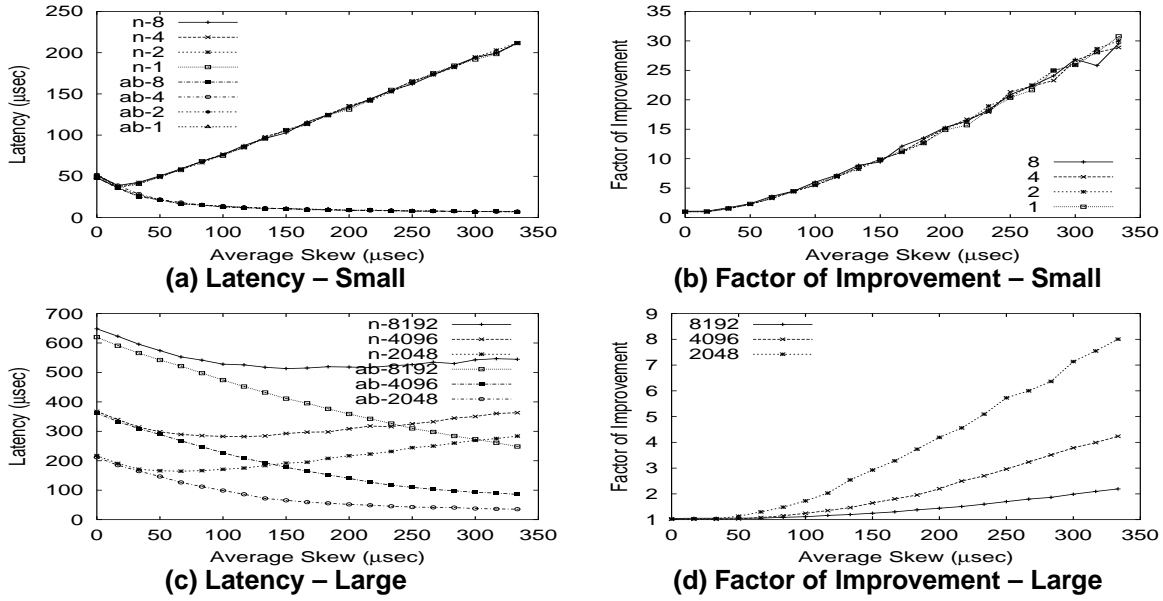 250
200
150
100
50
0
Latency (μsec)
n-8
n-4
n-2
n-1
ab-8
ab-4
ab-2
ab-1
0 50 100 150 200 250 300 350
Average Skew (μsec)
(a) Latency – Small
35
30
25
20
15
10
5
0
Factor of Improvement
8
4
2
1
0 50 100 150 200 250 300 350
Average Skew (μsec)
(b) Factor of Improvement – Small
700
600
500
400
300
200
100
0
Latency (μsec)
n-8192
n-4096
n-2048
ab-8192
ab-4096
ab-2048
0 50 100 150 200 250 300 350
Average Skew (μsec)
(c) Latency – Large
9
8
7
6
5
4
3
2
1
Factor of Improvement
8192
4096
2048
0 50 100 150 200 250 300 350
Average Skew (μsec)
(d) Factor of Improvement – Large